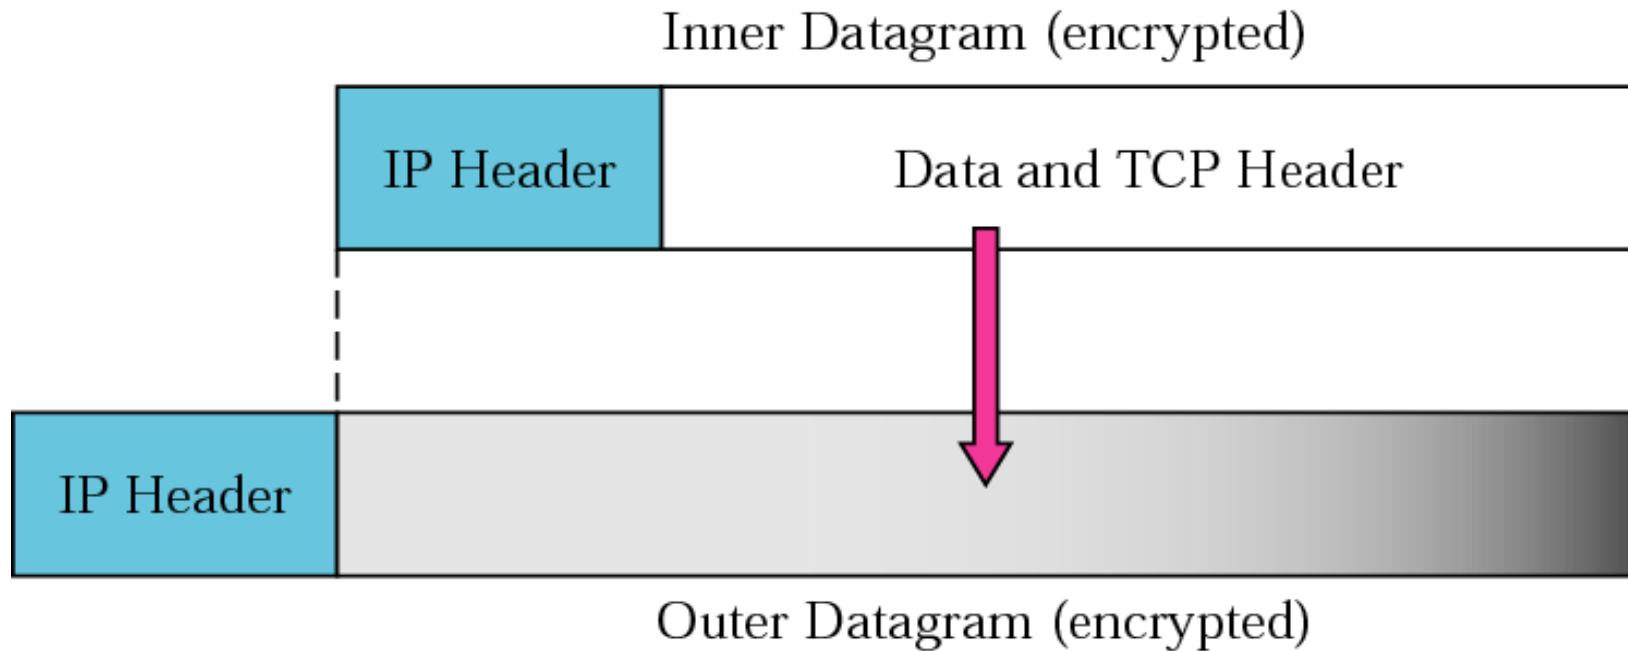 Inner Datagram (encrypted)
IP Header
Data and TCP Header
IP Header
Outer Datagram (encrypted)